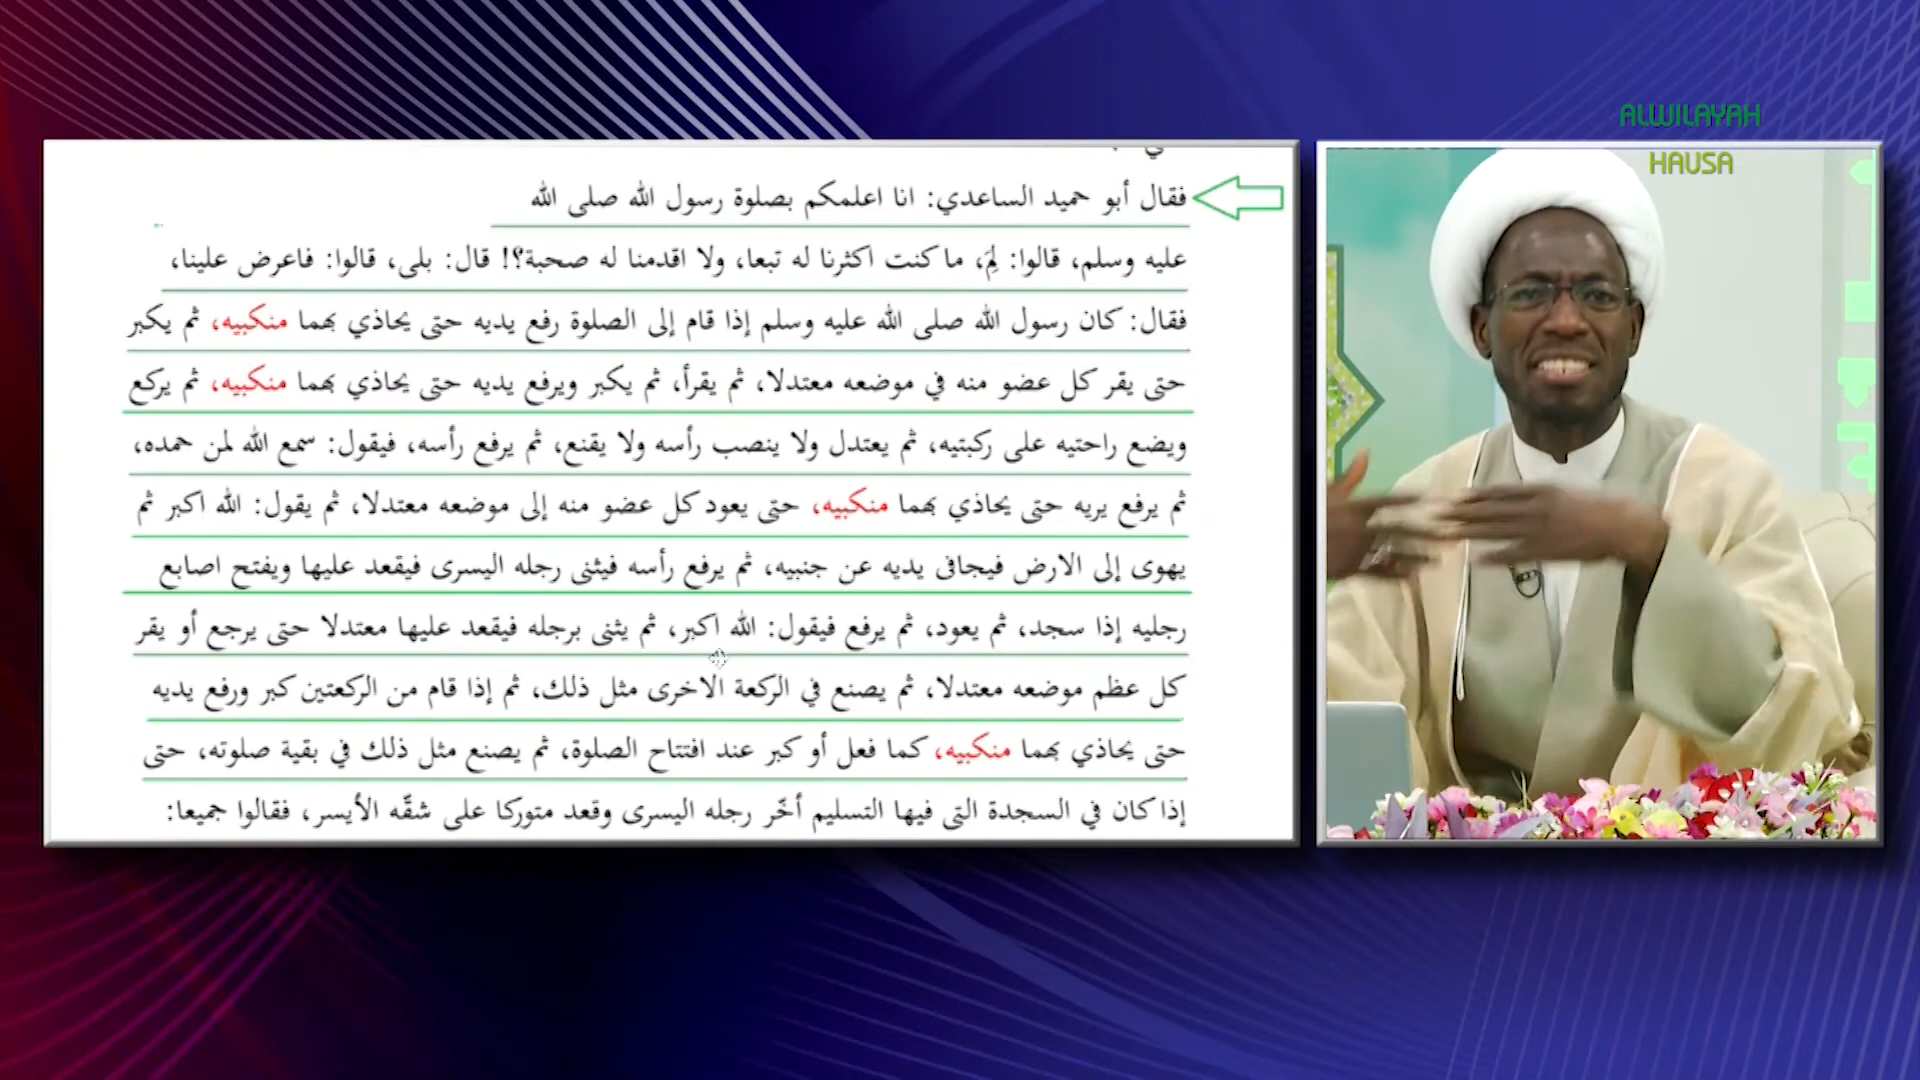 فقال أبو حميد الساعدي: انا اعلمكم بصلوة رسول الله صلى الله
عليه وسلم، قالوا: لِمَ، ما كنت اكثرنا له تبعا، ولا اقدمنا له صحبة؟! قال: بلى، قالوا: فاعرض علينا،
فقال: كان رسول الله صلى الله عليه وسلم إذا قام إلى الصلوة رفع يديه حتى يحاذي بهما منكبيه، ثم يكبر
حتى يقر كل عضو منه في موضعه معتدلا، ثم يقرأ، ثم يكبر ويرفع يديه حتى يحاذي بهما منكبيه، ثم يركع
ويضع راحتيه على ركبتيه، ثم يعتدل ولا ينصب رأسه ولا يقنع، ثم يرفع رأسه، فيقول: سمع الله لمن حمده،
ثم يرفع يريه حتى يحاذي بهما منكبيه، حتى يعود كل عضو منه إلى موضعه معتدلا، ثم يقول: الله اكبر ثم
يهوى إلى الارض فيجافى يديه عن جنبيه، ثم يرفع رأسه فيثنى رجله اليسرى فيقعد عليها ويفتح اصابع
رجليه إذا سجد، ثم يعود، ثم يرفع فيقول: الله اكبر، ثم يثنى برجله فيقعد عليها معتدلا حتى يرجع أو يقر
كل عظم موضعه معتدلا، ثم يصنع في الركعة الاخرى مثل ذلك، ثم إذا قام من الركعتين كبر ورفع يديه
حتى يحاذي بهما منكبيه، كما فعل أو كبر عند افتتاح الصلوة، ثم يصنع مثل ذلك في بقية صلوته، حتى
إذا كان في السجدة التى فيها التسليم أخّر رجله اليسرى وقعد متوركا على شقّه الأيسر، فقالوا جميعا:
ALWILAYAH
HAUSA